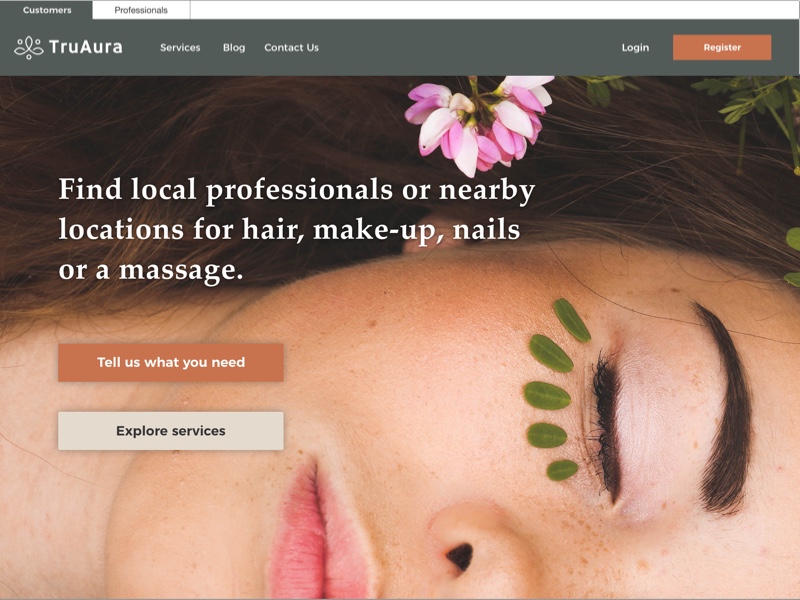 Customers
Professionals
TruAura
Services
Blog
Contact Us
Login
Register
Find local professionals or nearby
locations for hair, make-up, nails
or a massage.
Tell us what you need
Explore services